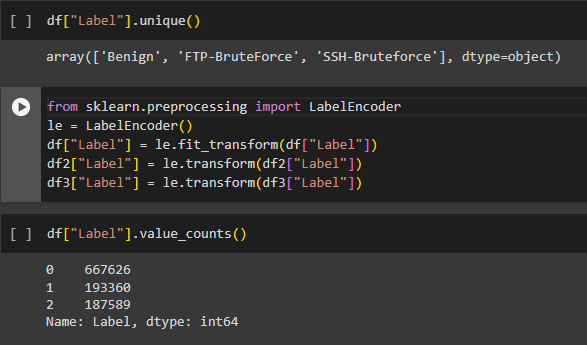 [ ] df["Label"].unique()
array(['Benign', 'FTP-BruteForce', 'SSH-Bruteforce'], dtype=object)
from sklearn.preprocessing import LabelEncoder
le = LabelEncoder()
df["Label"] = le.fit_transform(df["Label"])
df2["Label"] = le.transform(df2["Label"])
df3["Label"] = le.transform(df3["Label"])
[ ] df["Label"].value_counts()
0    667626
1    193360
2    187589
Name: Label, dtype: int64